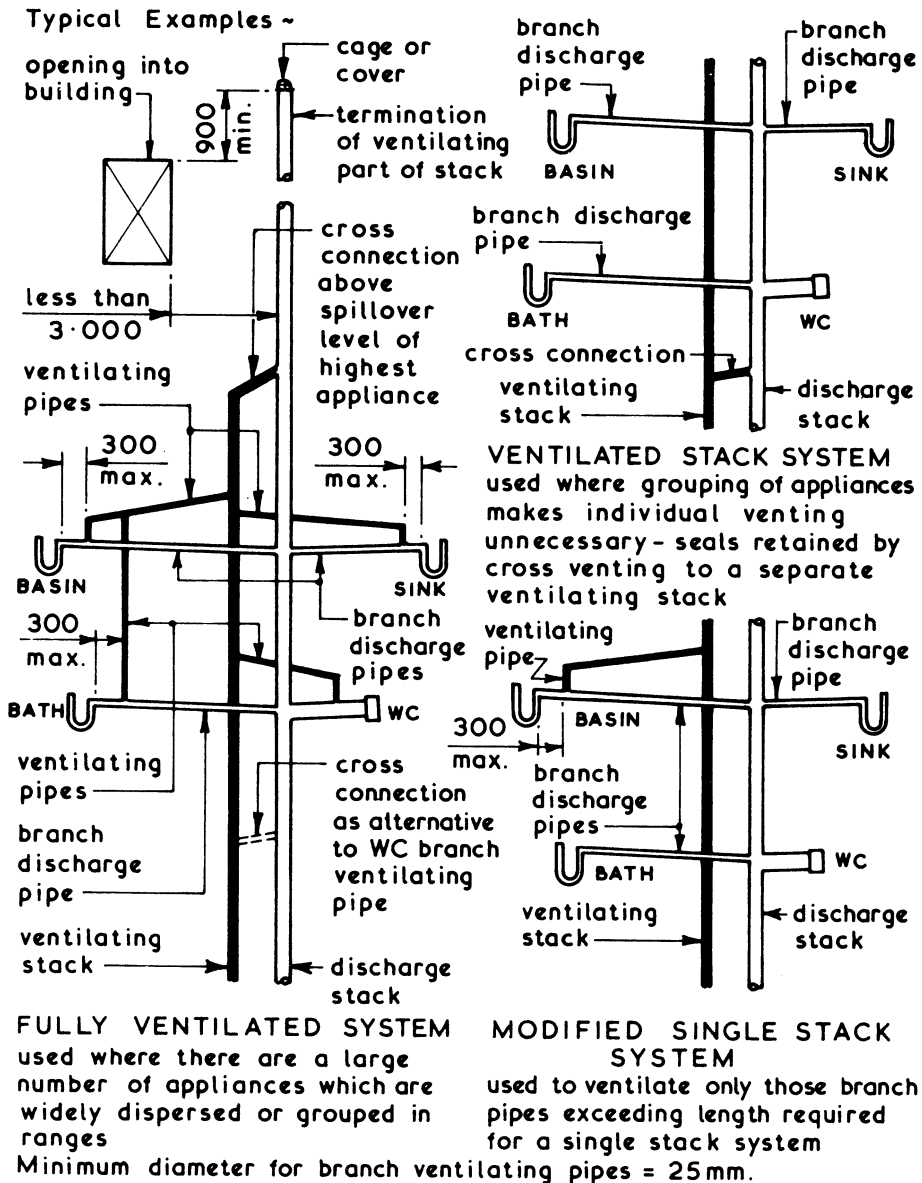 Typical Examples ~
opening into
building
900
min.
cage or
cover
termination
of ventilating
part of stack
cross
connection
above
spillover
level of
highest
appliance
less than
3·000
ventilating
pipes
300
max.
300
max.
BASIN
SINK
300
max.
branch
discharge
pipes
BATH
WC
ventilating
pipes
cross
connection
as alternative
to WC branch
ventilating
pipe
branch
discharge
pipe
ventilating
stack
discharge
stack
FULLY VENTILATED SYSTEM
used where there are a large
number of appliances which are
widely dispersed or grouped in
ranges
branch
discharge
pipe
branch
discharge
pipe
BASIN
SINK
branch discharge
pipe
BATH
WC
cross connection
ventilating
stack
discharge
stack
VENTILATED STACK SYSTEM
used where grouping of appliances
makes individual venting
unnecessary – seals retained by
cross venting to a separate
ventilating stack
ventilating
pipe
branch
discharge
pipe
300
max.
BASIN
SINK
branch
discharge
pipes
BATH
WC
ventilating
stack
discharge
stack
MODIFIED SINGLE STACK
SYSTEM
used to ventilate only those branch
pipes exceeding length required
for a single stack system
Minimum diameter for branch ventilating pipes = 25mm.